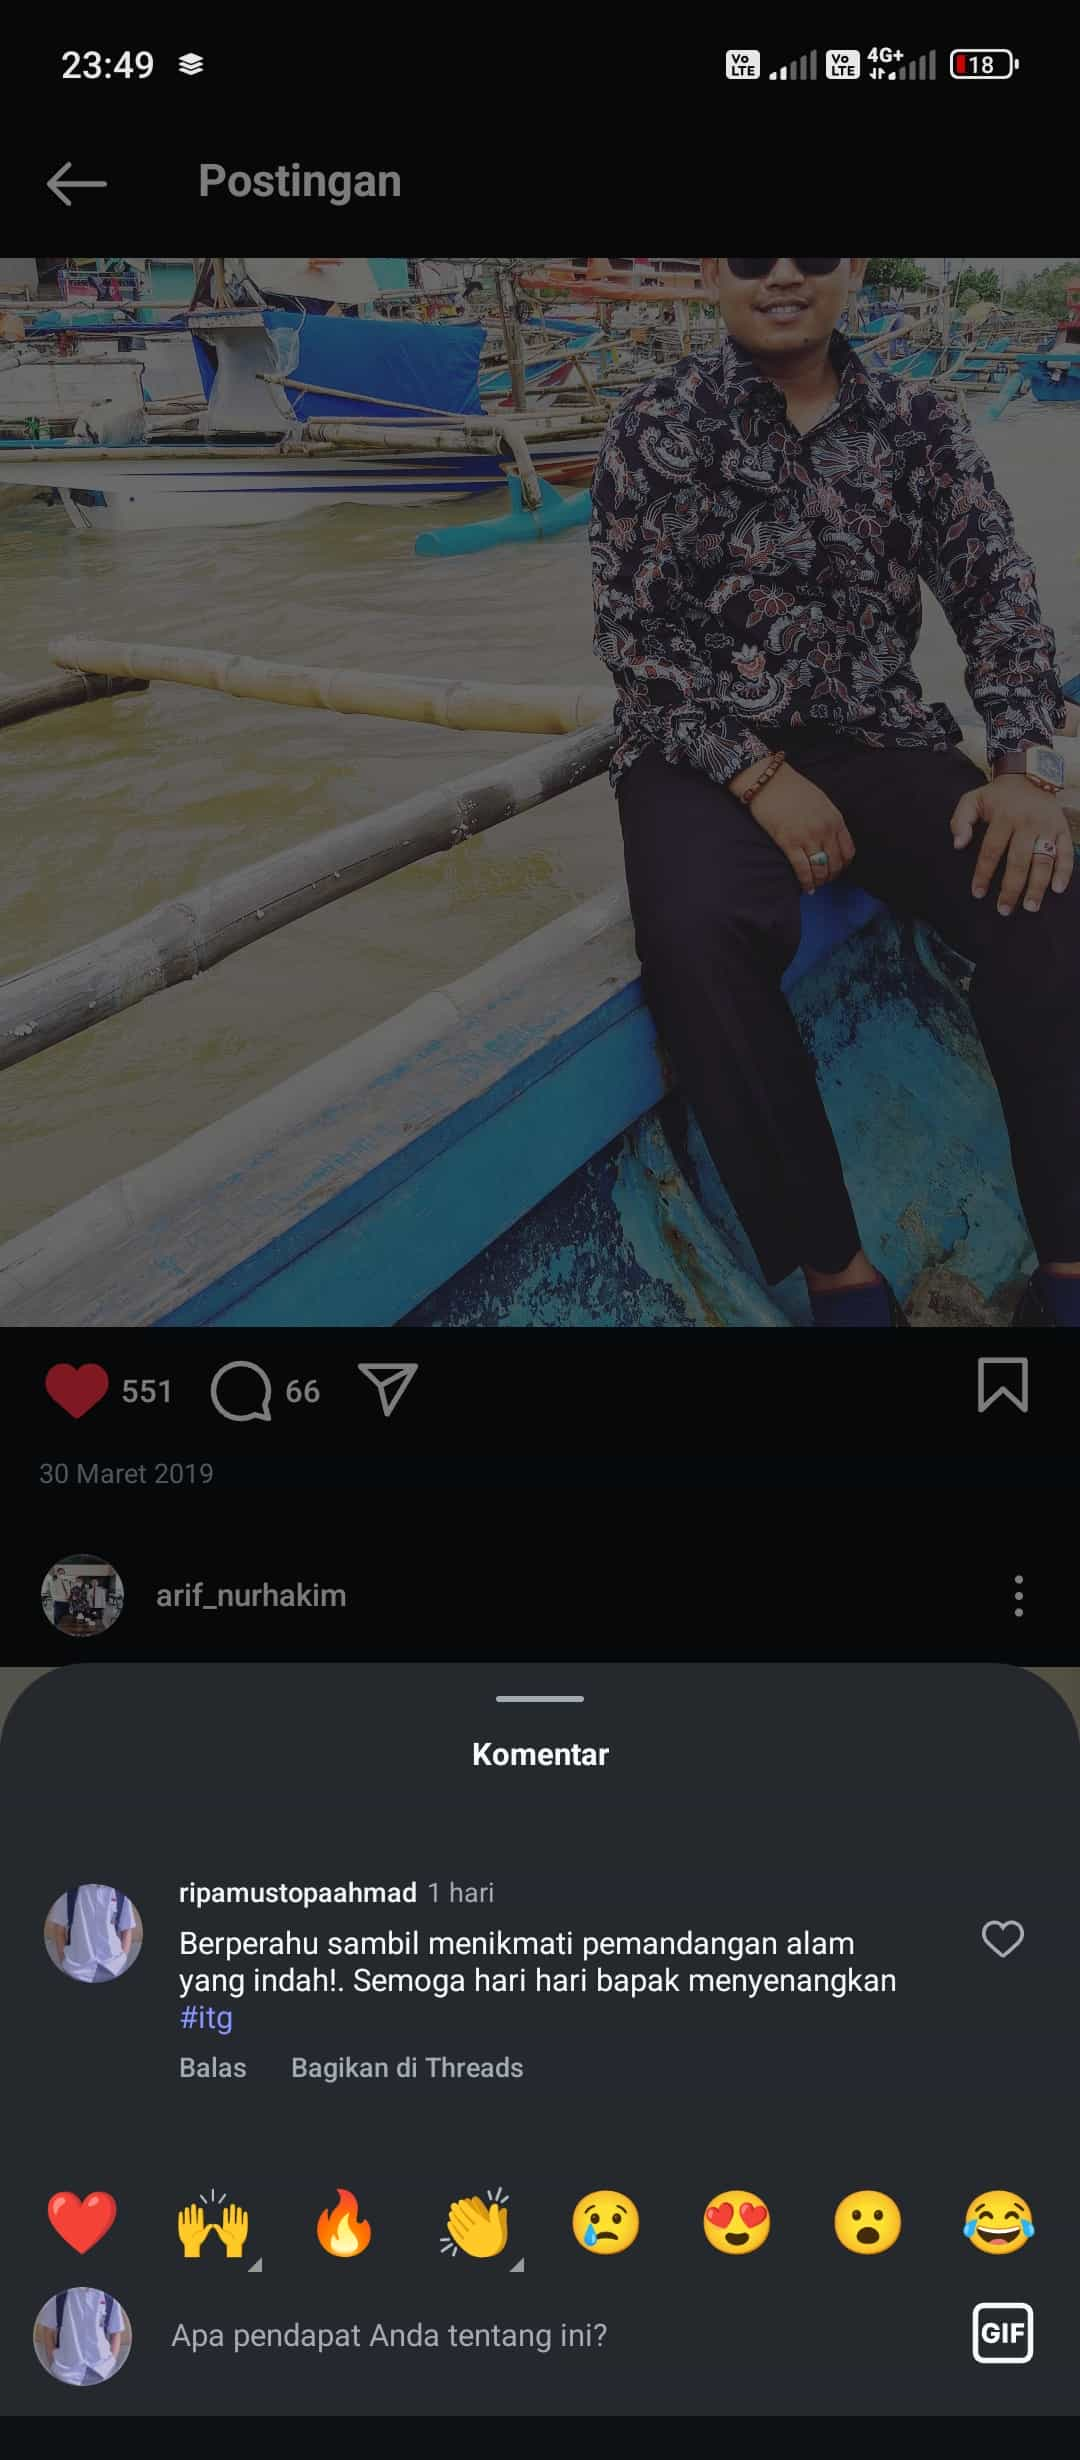 23:49
Vo LTE
Vo LTE
4G+
18
Postingan
551
66
30 Maret 2019
arif_nurhakim
Komentar
ripamustopaahmad 1 hari
Berperahu sambil menikmati pemandangan alam
yang indah!. Semoga hari hari bapak menyenangkan
#itg
Balas Bagikan di Threads
Apa pendapat Anda tentang ini?
GIF